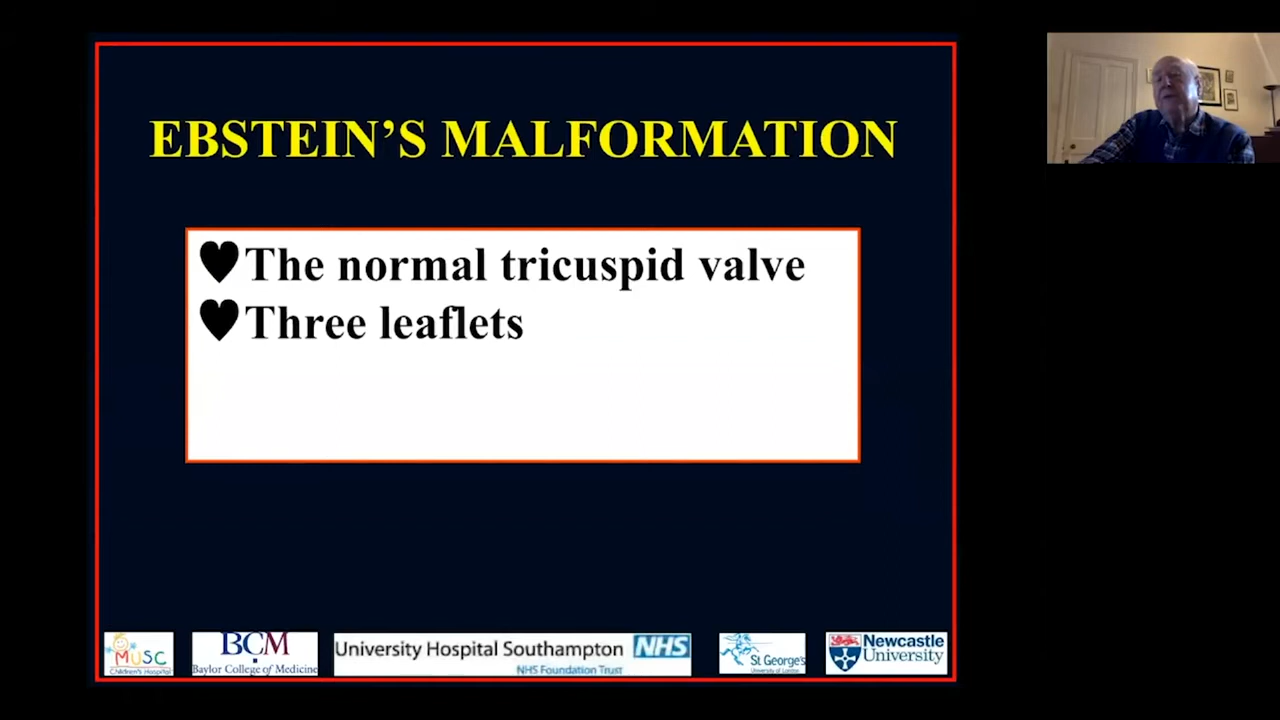 EBSTEIN’S MALFORMATION
♥The normal tricuspid valve
♥Three leaflets
MUSC
Children's Hospital
BCM
Baylor College of Medicine
University Hospital Southampton NHS
NHS Foundation Trust
St George's
University of London
Newcastle
University